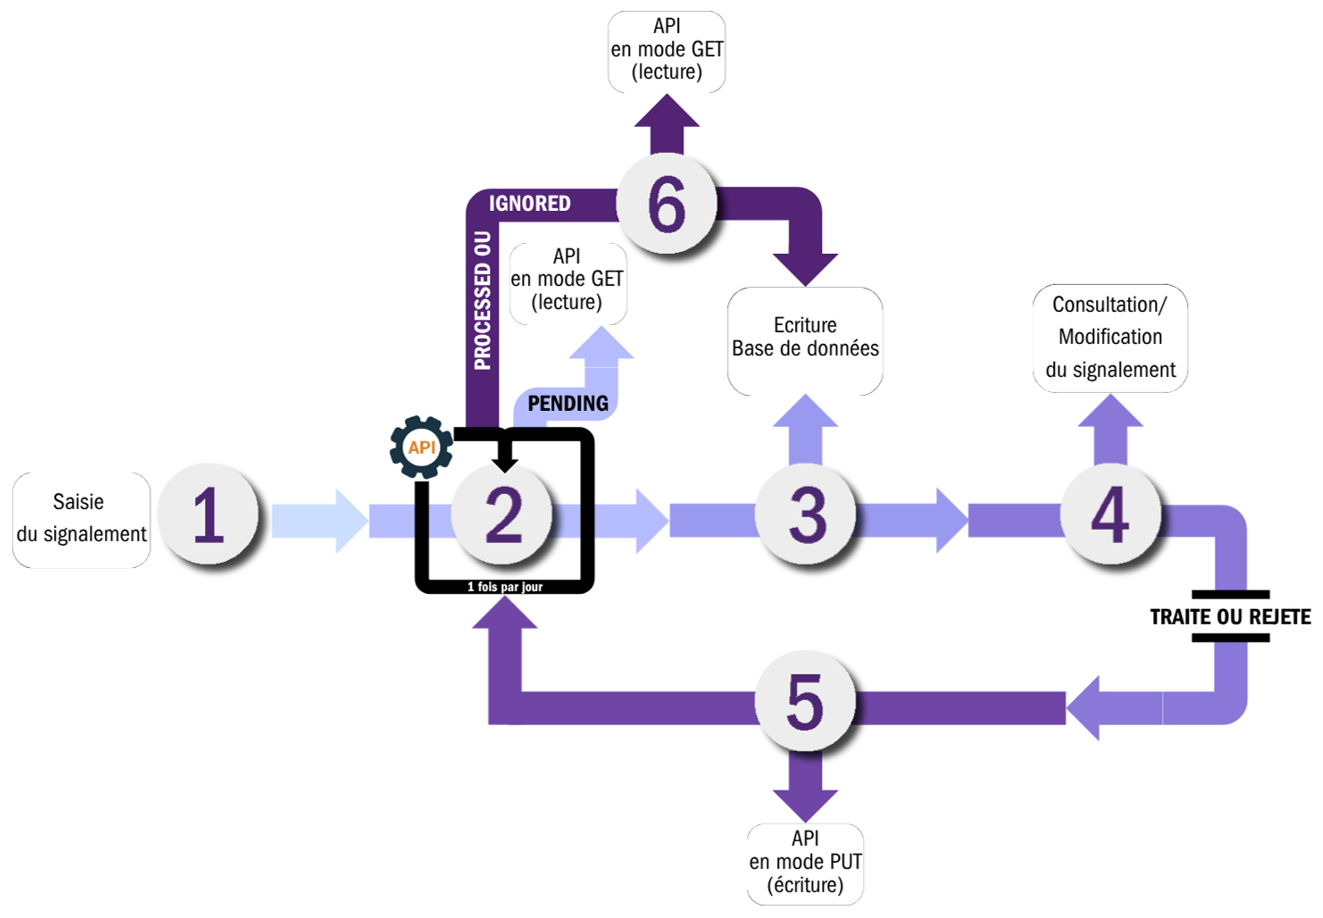 API
en mode GET
(lecture)
6
IGNORED
PROCESSED OU
API
en mode GET
(lecture)
PENDING
Ecriture
Base de données
Consultation/
Modification
du signalement
API
Saisie
du signalement
1
2
3
4
1 fois par jour
TRAITE OU REJETE
5
API
en mode PUT
(écriture)